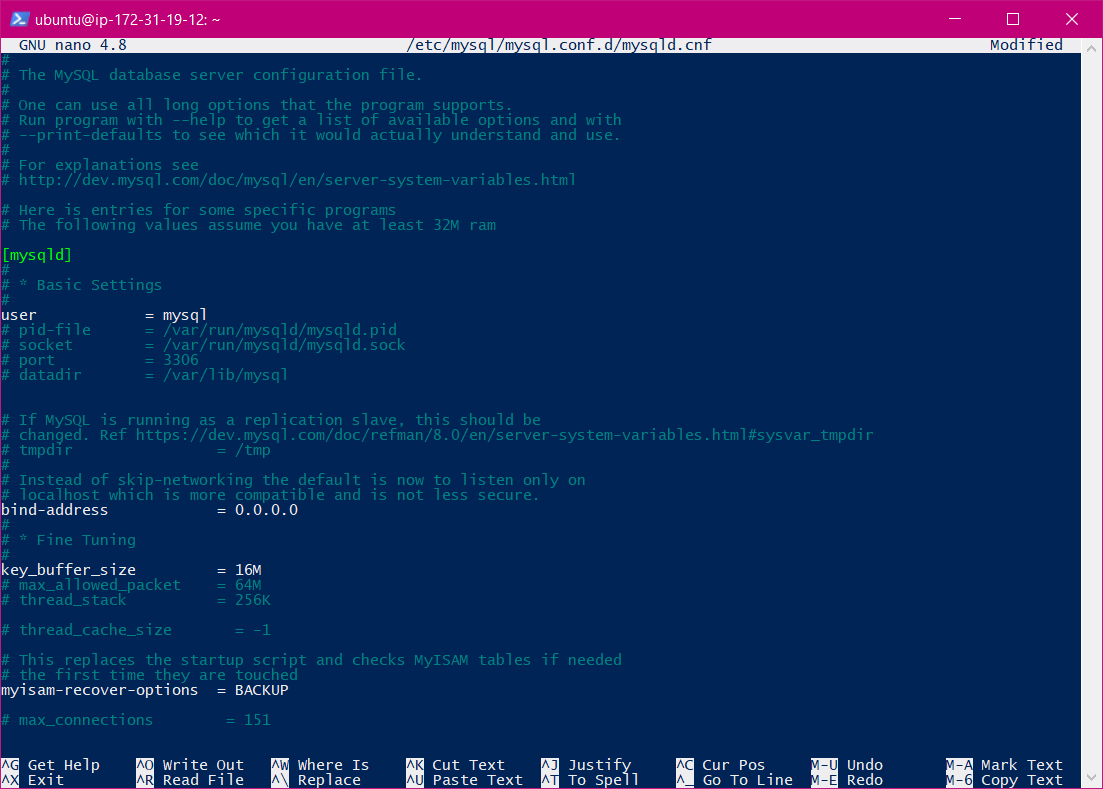 ubuntu@ip-172-31-19-12: ~
GNU nano 4.8 /etc/mysql/mysql.conf.d/mysqld.cnf Modified
#
# The MySQL database server configuration file.
#
# One can use all long options that the program supports.
# Run program with --help to get a list of available options and with
# --print-defaults to see which it would actually understand and use.
#
# For explanations see
# http://dev.mysql.com/doc/mysql/en/server-system-variables.html

# Here is entries for some specific programs
# The following values assume you have at least 32M ram

[mysqld]
#
# * Basic Settings
#
user            = mysql
# pid-file      = /var/run/mysqld/mysqld.pid
# socket        = /var/run/mysqld/mysqld.sock
# port          = 3306
# datadir       = /var/lib/mysql


# If MySQL is running as a replication slave, this should be
# changed. Ref https://dev.mysql.com/doc/refman/8.0/en/server-system-variables.html#sysvar_tmpdir
# tmpdir                = /tmp
#
# Instead of skip-networking the default is now to listen only on
# localhost which is more compatible and is not less secure.
bind-address            = 0.0.0.0
#
# * Fine Tuning
#
key_buffer_size         = 16M
# max_allowed_packet    = 64M
# thread_stack          = 256K

# thread_cache_size       = -1

# This replaces the startup script and checks MyISAM tables if needed
# the first time they are touched
myisam-recover-options  = BACKUP

# max_connections        = 151

^G Get Help ^O Write Out ^W Where Is ^K Cut Text ^J Justify ^C Cur Pos M-U Undo M-A Mark Text
^X Exit ^R Read File ^\ Replace ^U Paste Text ^T To Spell ^_ Go To Line M-E Redo M-6 Copy Text